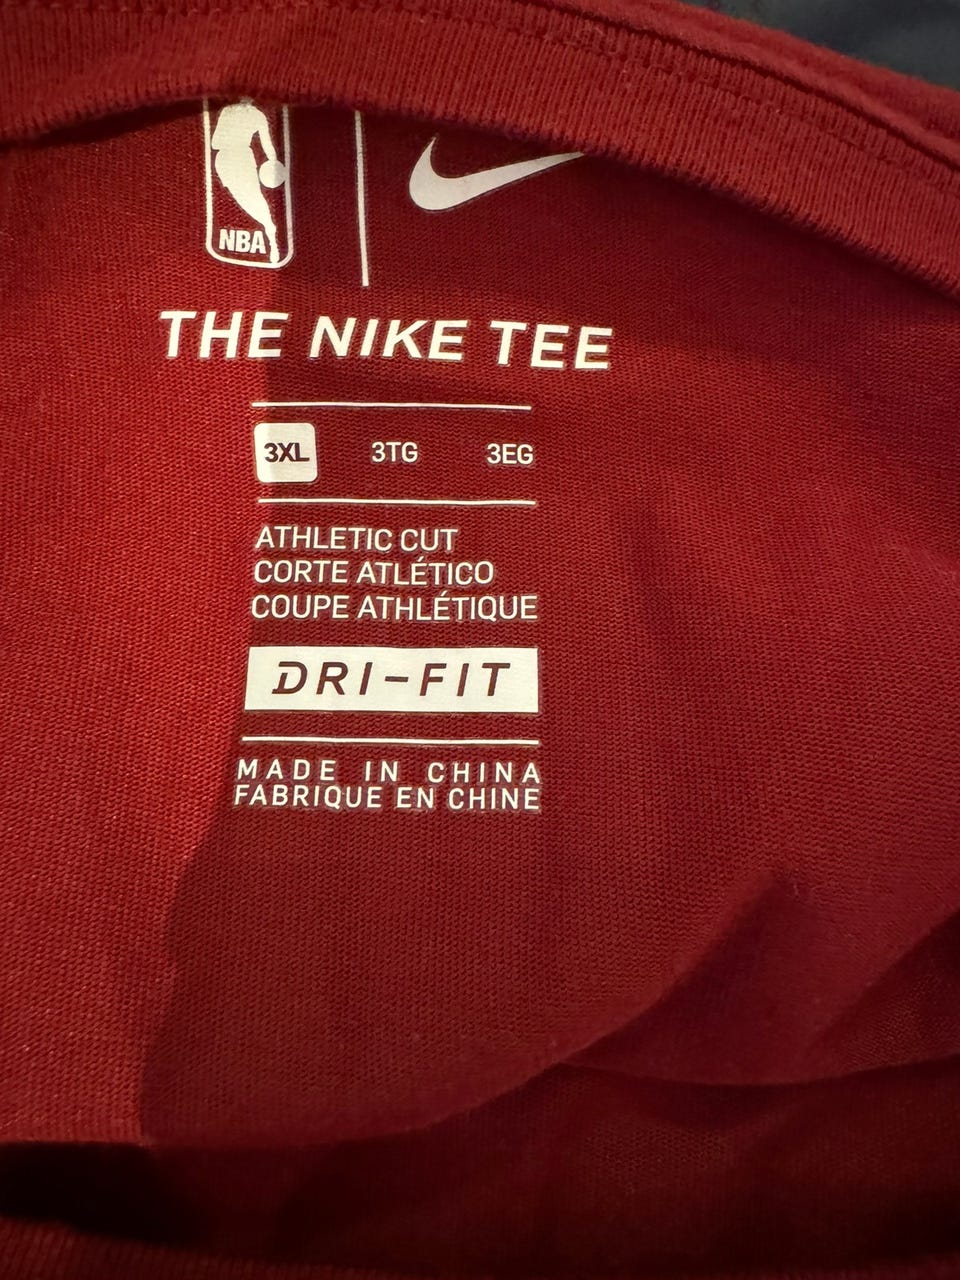 NBA
THE NIKE TEE
3XL 3TG 3EG
ATHLETIC CUT
CORTE ATLÉTICO
COUPE ATHLÉTIQUE
DRI-FIT
MADE IN CHINA
FABRIQUE EN CHINE